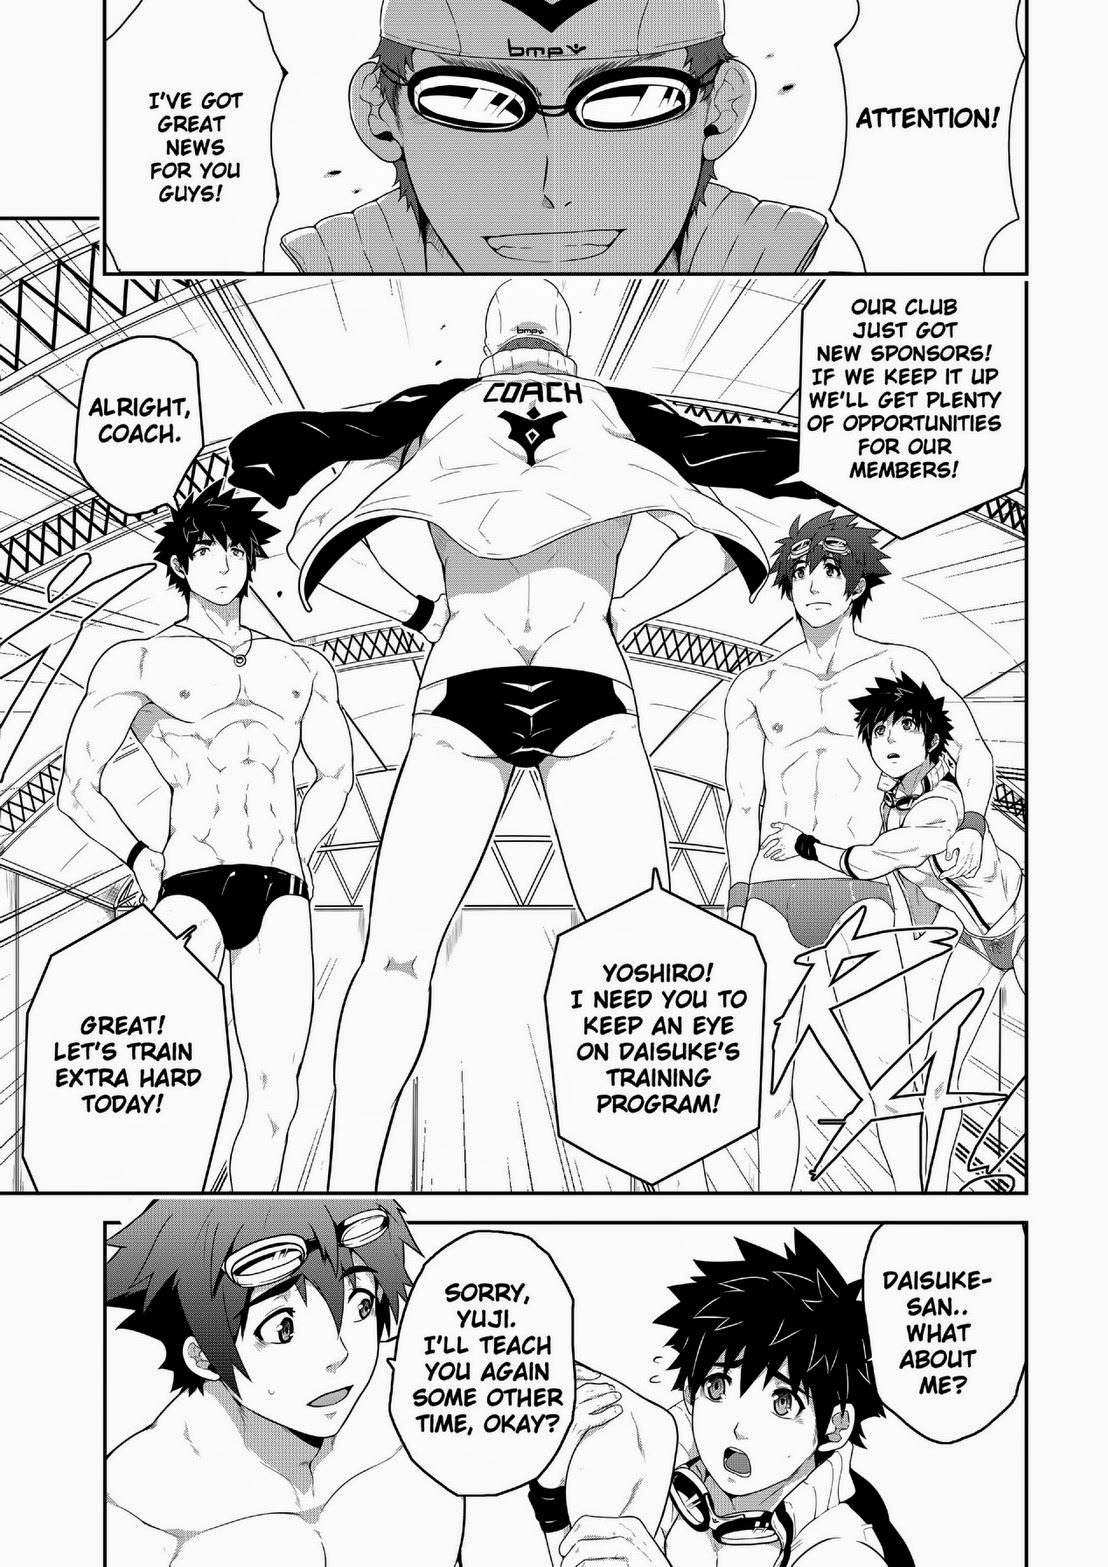 ATTENTION!
I'VE GOT
GREAT
NEWS
FOR YOU
GUYS!
bmp
OUR CLUB
JUST GOT
NEW SPONSORS!
IF WE KEEP IT UP
WE'LL GET PLENTY
OF OPPORTUNITIES
FOR OUR
MEMBERS!
bmp
COACH
ALRIGHT,
COACH.
YOSHIRO!
I NEED YOU TO
KEEP AN EYE
ON DAISUKE'S
TRAINING
PROGRAM!
GREAT!
LET'S TRAIN
EXTRA HARD
TODAY!
DAISUKE-
SAN..
WHAT
ABOUT
ME?
SORRY,
YUJI.
I'LL TEACH
YOU AGAIN
SOME OTHER
TIME, OKAY?